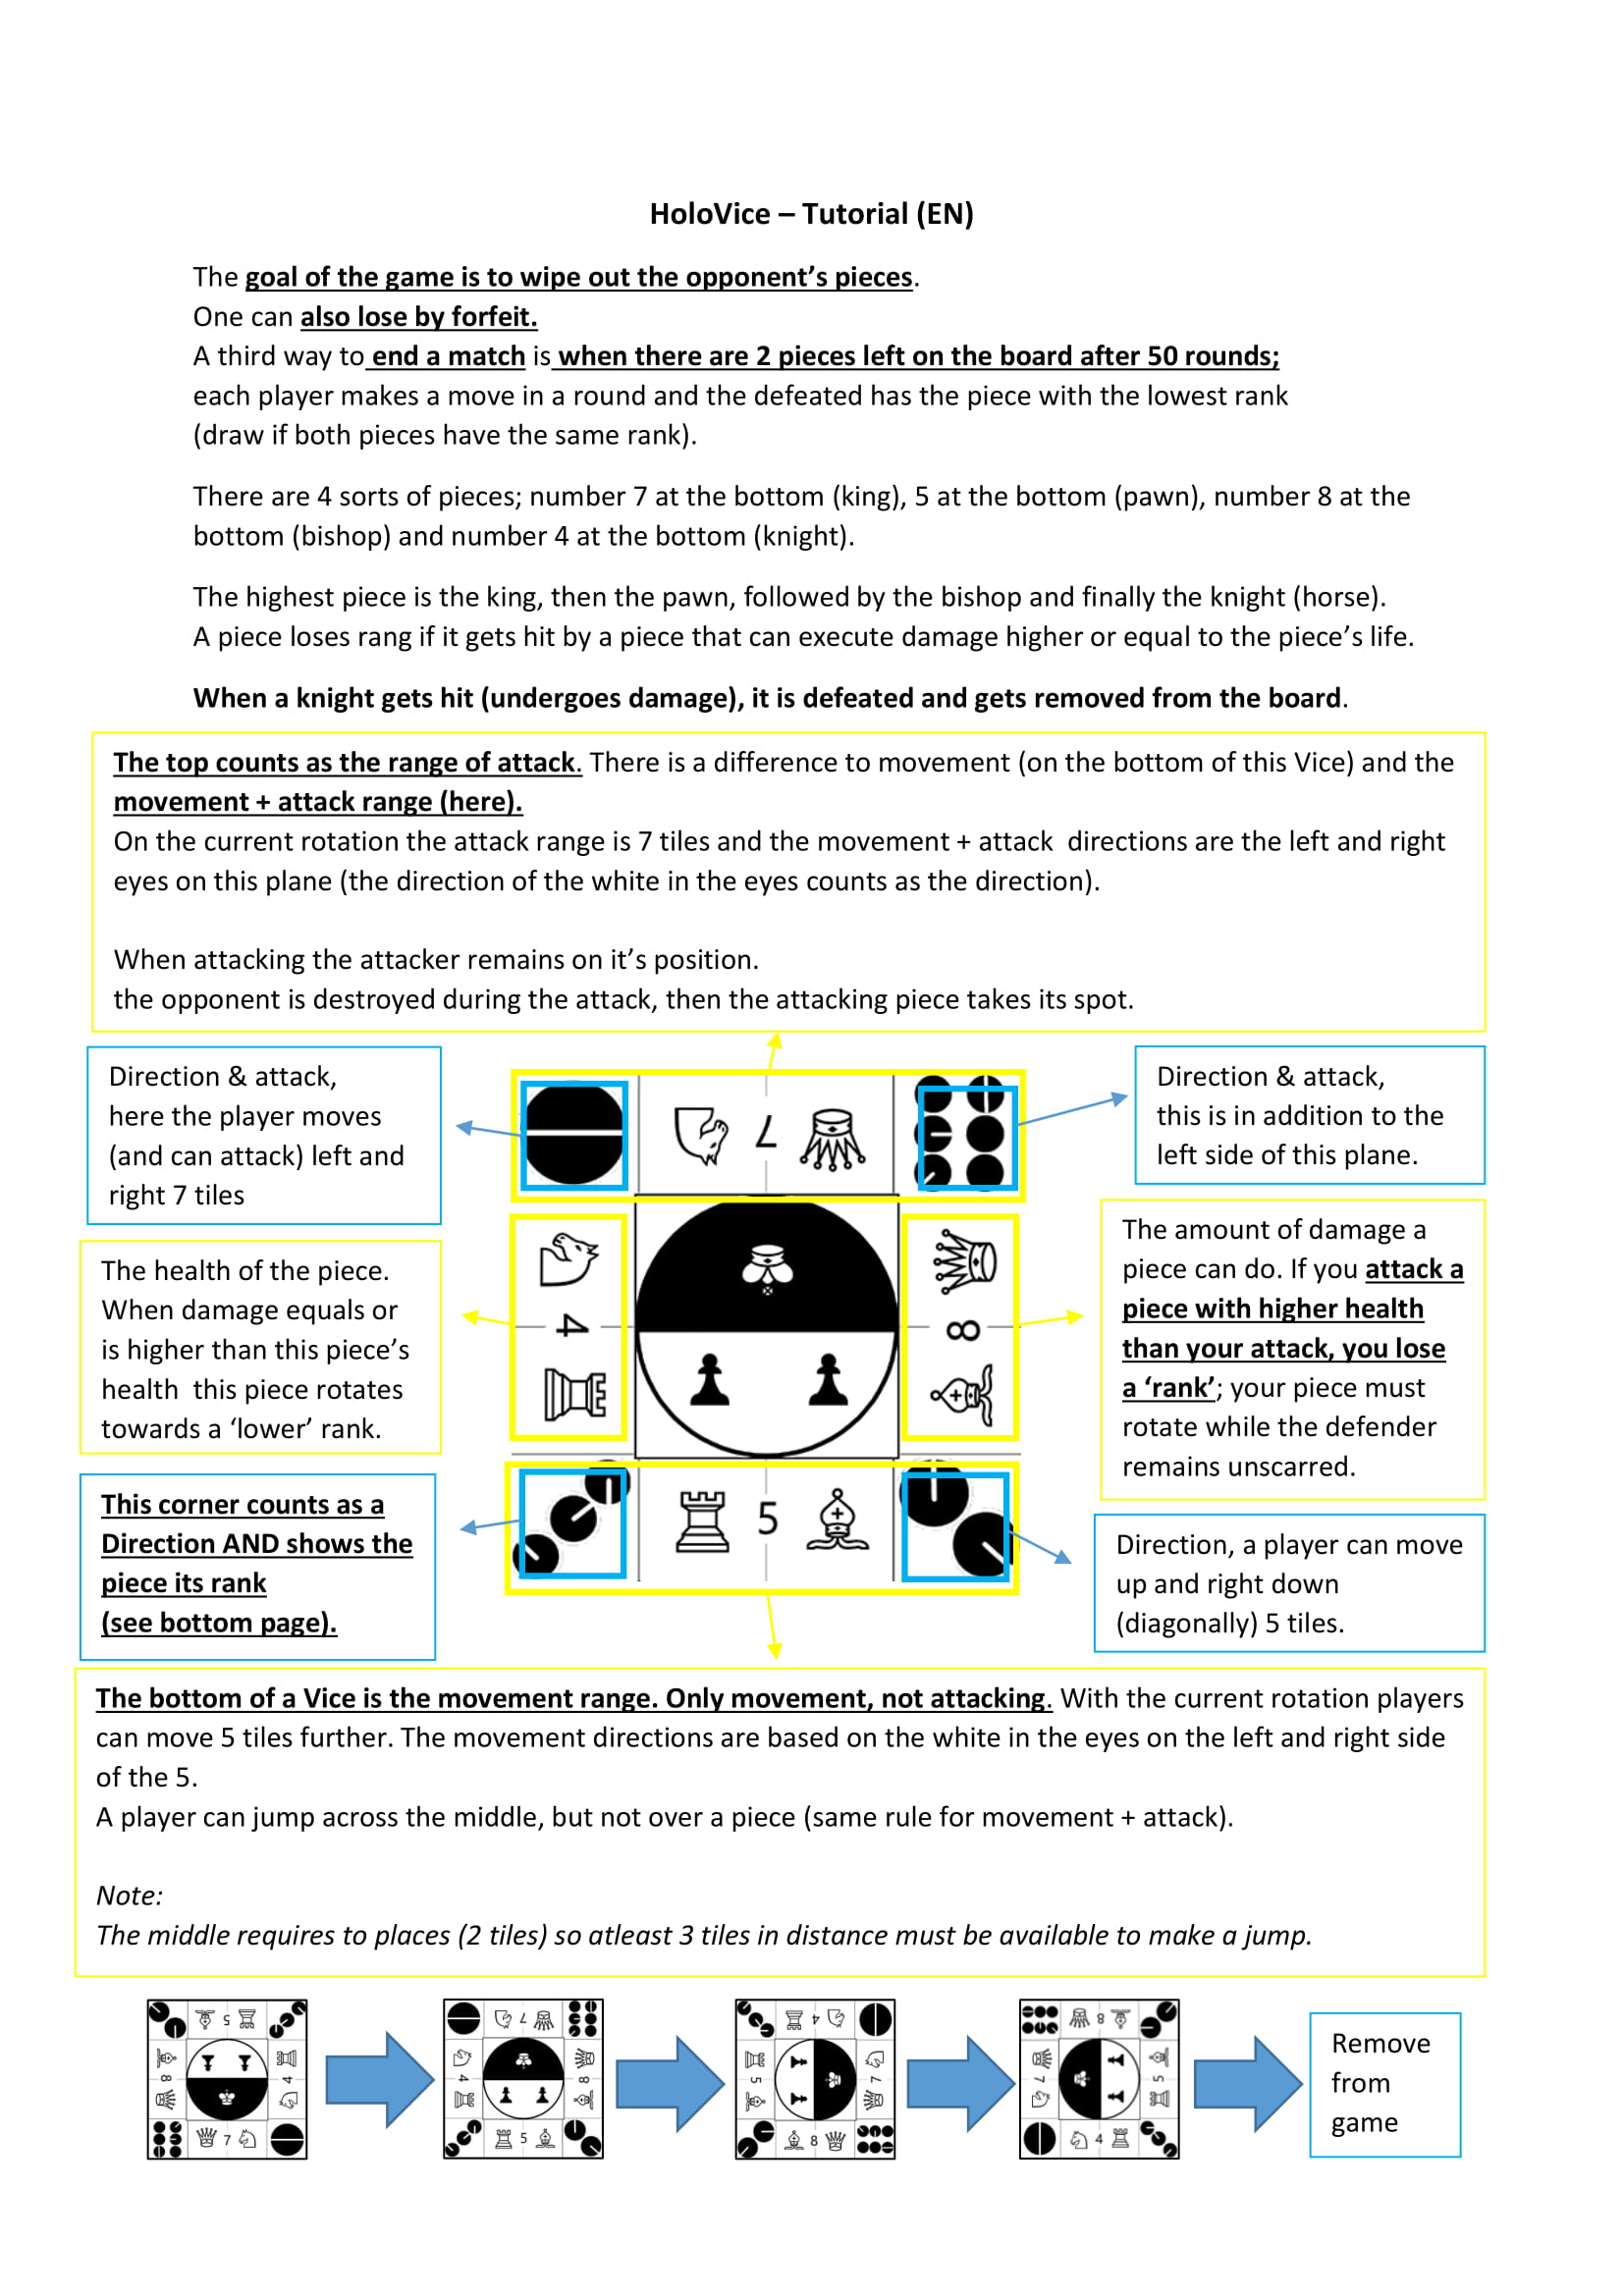 HoloVice – Tutorial (EN)
The goal of the game is to wipe out the opponent’s pieces.
One can also lose by forfeit.
A third way to end a match is when there are 2 pieces left on the board after 50 rounds;
each player makes a move in a round and the defeated has the piece with the lowest rank
(draw if both pieces have the same rank).
There are 4 sorts of pieces; number 7 at the bottom (king), 5 at the bottom (pawn), number 8 at the
bottom (bishop) and number 4 at the bottom (knight).
The highest piece is the king, then the pawn, followed by the bishop and finally the knight (horse).
A piece loses rang if it gets hit by a piece that can execute damage higher or equal to the piece’s life.
When a knight gets hit (undergoes damage), it is defeated and gets removed from the board.
The top counts as the range of attack. There is a difference to movement (on the bottom of this Vice) and the
movement + attack range (here).
On the current rotation the attack range is 7 tiles and the movement + attack  directions are the left and right
eyes on this plane (the direction of the white in the eyes counts as the direction).
When attacking the attacker remains on it’s position.
the opponent is destroyed during the attack, then the attacking piece takes its spot.
Direction & attack,
here the player moves
(and can attack) left and
right 7 tiles
7
Direction & attack,
this is in addition to the
left side of this plane.
The health of the piece.
When damage equals or
is higher than this piece’s
health  this piece rotates
towards a ‘lower’ rank.
4
8
The amount of damage a
piece can do. If you attack a
piece with higher health
than your attack, you lose
a ‘rank’; your piece must
rotate while the defender
remains unscarred.
This corner counts as a
Direction AND shows the
piece its rank
(see bottom page).
5
Direction, a player can move
up and right down
(diagonally) 5 tiles.
The bottom of a Vice is the movement range. Only movement, not attacking. With the current rotation players
can move 5 tiles further. The movement directions are based on the white in the eyes on the left and right side
of the 5.
A player can jump across the middle, but not over a piece (same rule for movement + attack).
Note:
The middle requires to places (2 tiles) so atleast 3 tiles in distance must be available to make a jump.
5
8
4
7
7
4
8
5
4
5
7
8
8
7
5
4
Remove
from
game